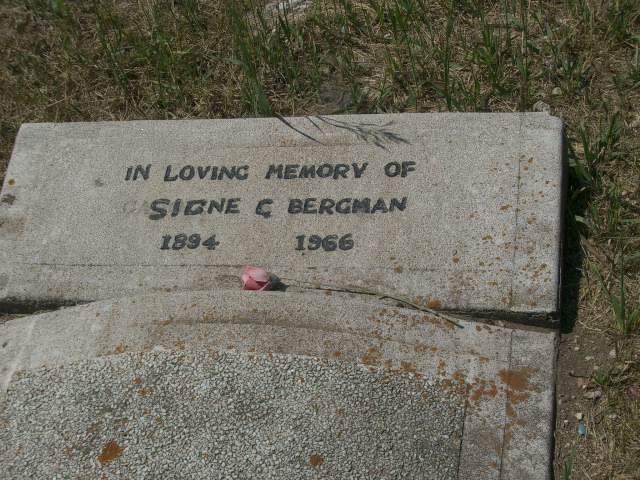 IN LOVING MEMORY OF
SIGNE G BERGMAN
1894 1966